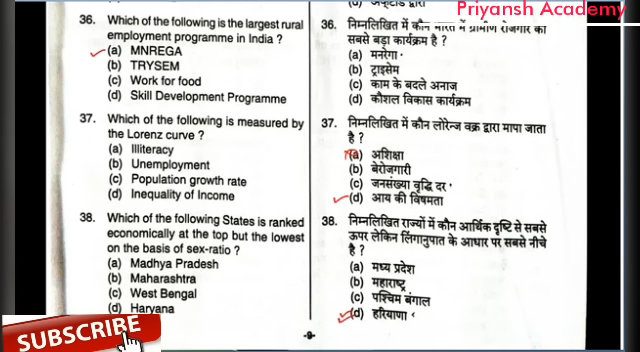 Priyansh Academy
36. Which of the following is the largest rural
employment programme in India ?
(a) MNREGA
(b) TRYSEM
(c) Work for food
(d) Skill Development Programme
37. Which of the following is measured by
the Lorenz curve ?
(a) Illiteracy
(b) Unemployment
(c) Population growth rate
(d) Inequality of Income
38. Which of the following States is ranked
economically at the top but the lowest
on the basis of sex-ratio ?
(a) Madhya Pradesh
(b) Maharashtra
(c) West Bengal
(d) Haryana
36. निम्नलिखित में कौन भारत में ग्रामीण रोजगार का
सबसे बड़ा कार्यक्रम है ?
(a) मनरेगा
(b) ट्राइसेम
(c) काम के बदले अनाज
(d) कौशल विकास कार्यक्रम
37. निम्नलिखित में कौन लोरेन्ज वक्र द्वारा मापा जाता
है ?
(a) अशिक्षा
(b) बेरोजगारी
(c) जनसंख्या वृद्धि दर
(d) आय की विषमता
38. निम्नलिखित राज्यों में कौन आर्थिक दृष्टि से सबसे
ऊपर लेकिन लिंगानुपात के आधार पर सबसे नीचे
है ?
(a) मध्य प्रदेश
(b) महाराष्ट्र
(c) पश्चिम बंगाल
(d) हरियाणा
-9-
SUBSCRIBE